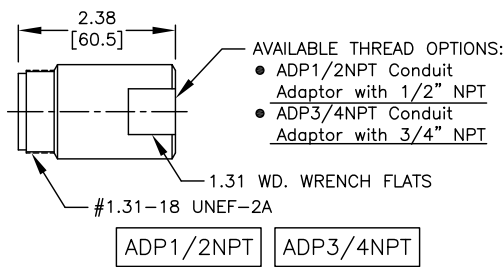 2.38
[60.5]
AVAILABLE THREAD OPTIONS:
● ADP1/2NPT Conduit
Adaptor with 1/2" NPT
● ADP3/4NPT Conduit
Adaptor with 3/4" NPT
1.31 WD. WRENCH FLATS
#1.31-18 UNEF-2A
ADP1/2NPT
ADP3/4NPT